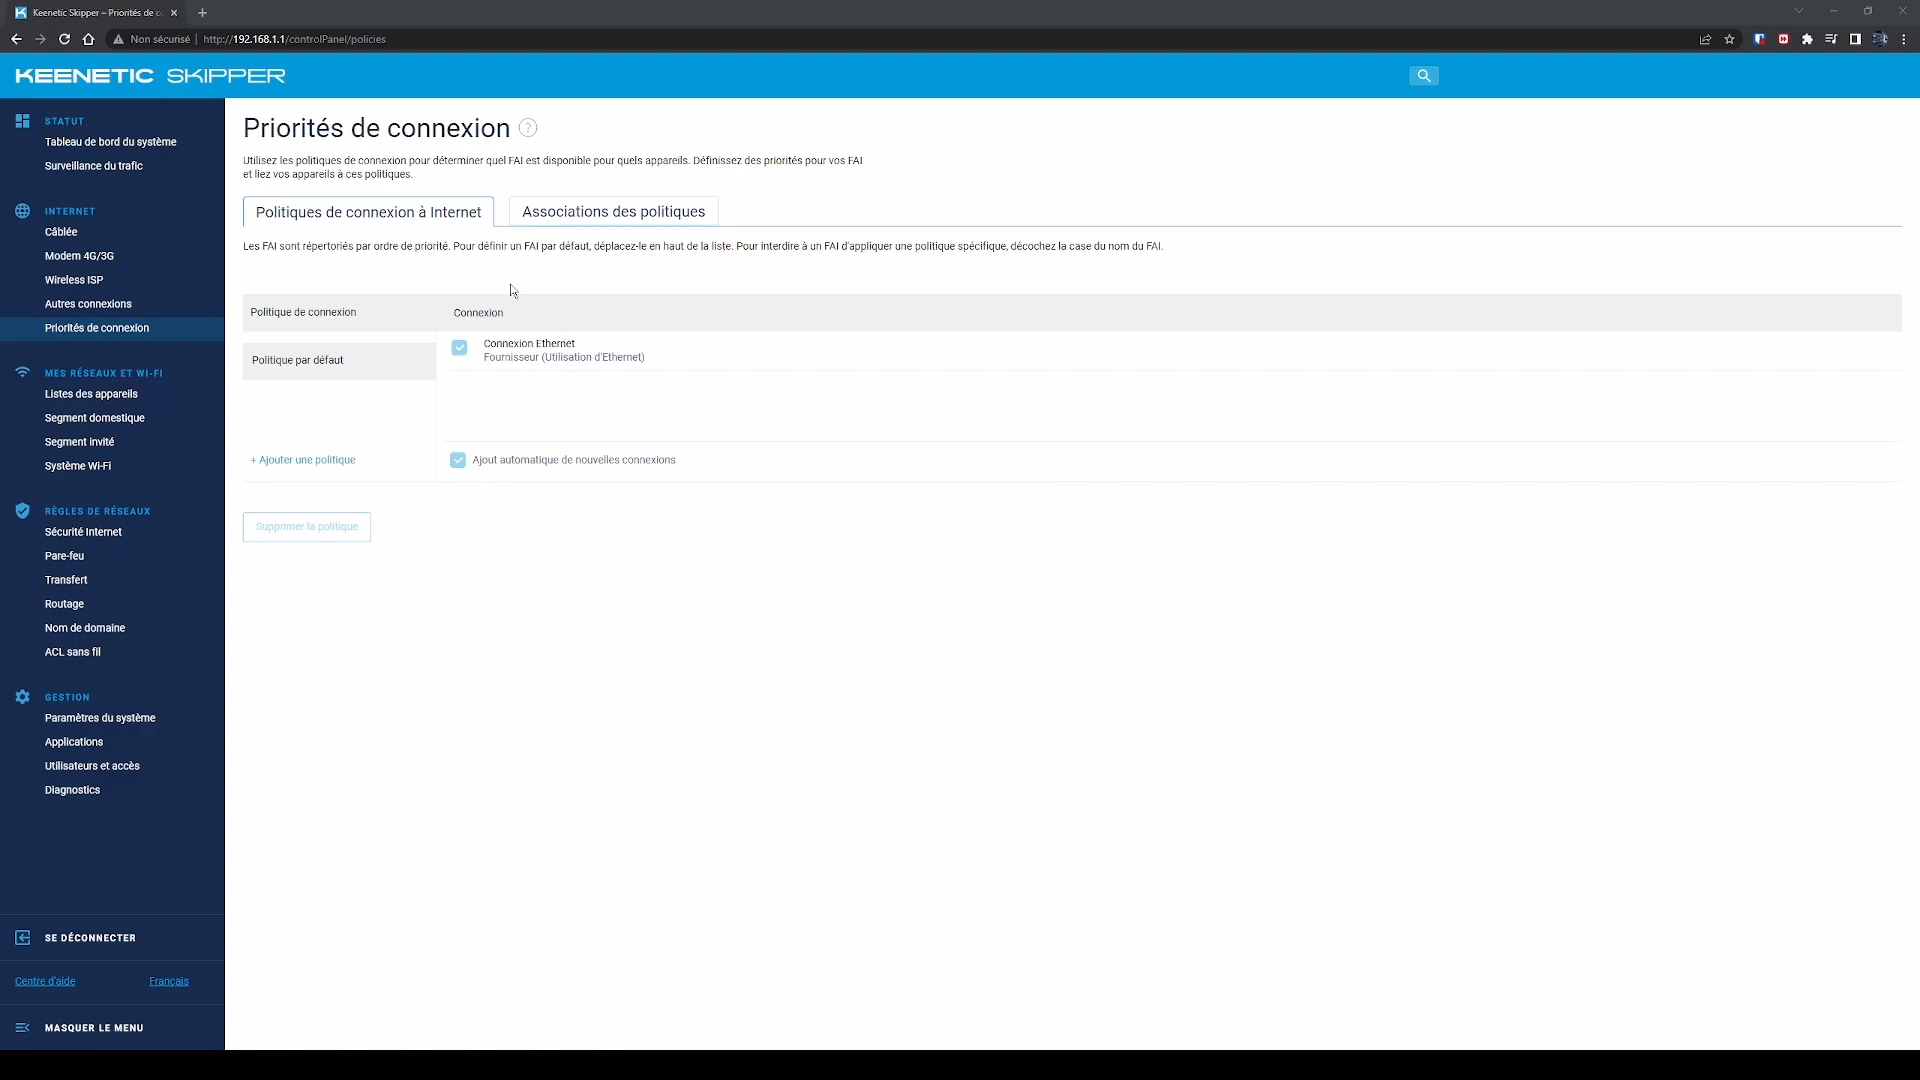 Keenetic Skipper – Priorités de co
Non sécurisé http://192.168.1.1/controlPanel/policies
KEENETIC SKIPPER
STATUT
Tableau de bord du système
Surveillance du trafic
INTERNET
Câblée
Modem 4G/3G
Wireless ISP
Autres connexions
Priorités de connexion
MES RÉSEAUX ET WI-FI
Listes des appareils
Segment domestique
Segment invité
Système Wi-Fi
RÈGLES DE RÉSEAUX
Sécurité Internet
Pare-feu
Transfert
Routage
Nom de domaine
ACL sans fil
GESTION
Paramètres du système
Applications
Utilisateurs et accès
Diagnostics
SE DÉCONNECTER
Centre d'aide Français
MASQUER LE MENU
Priorités de connexion ?
Utilisez les politiques de connexion pour déterminer quel FAI est disponible pour quels appareils. Définissez des priorités pour vos FAI
et liez vos appareils à ces politiques.
Politiques de connexion à Internet Associations des politiques
Les FAI sont répertoriés par ordre de priorité. Pour définir un FAI par défaut, déplacez-le en haut de la liste. Pour interdire à un FAI d'appliquer une politique spécifique, décochez la case du nom du FAI.
Politique de connexion Connexion
Politique par défaut
Connexion Ethernet
Fournisseur (Utilisation d'Ethernet)
+ Ajouter une politique
Ajout automatique de nouvelles connexions
Supprimer la politique